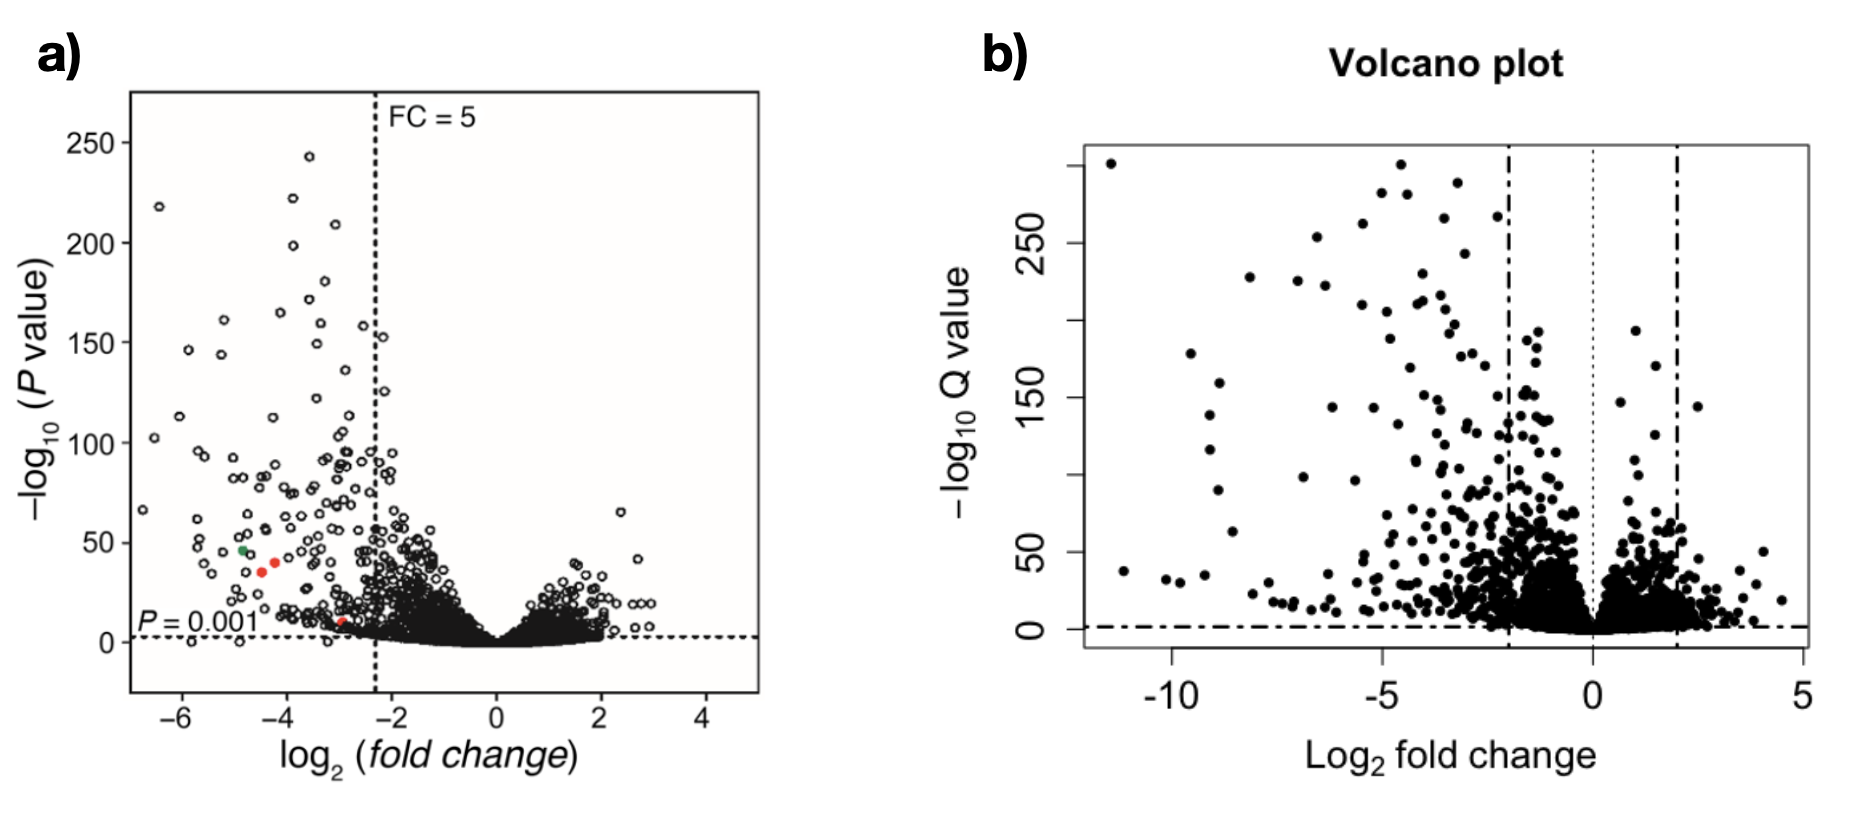 a)
FC = 5
250
200
150
100
50
0
–log10 (P value)
P = 0.001
–6 –4 –2 0 2 4
log2 (fold change)
b)
Volcano plot
250
150
50
0
–log10 Q value
-10 -5 0 5
Log2 fold change